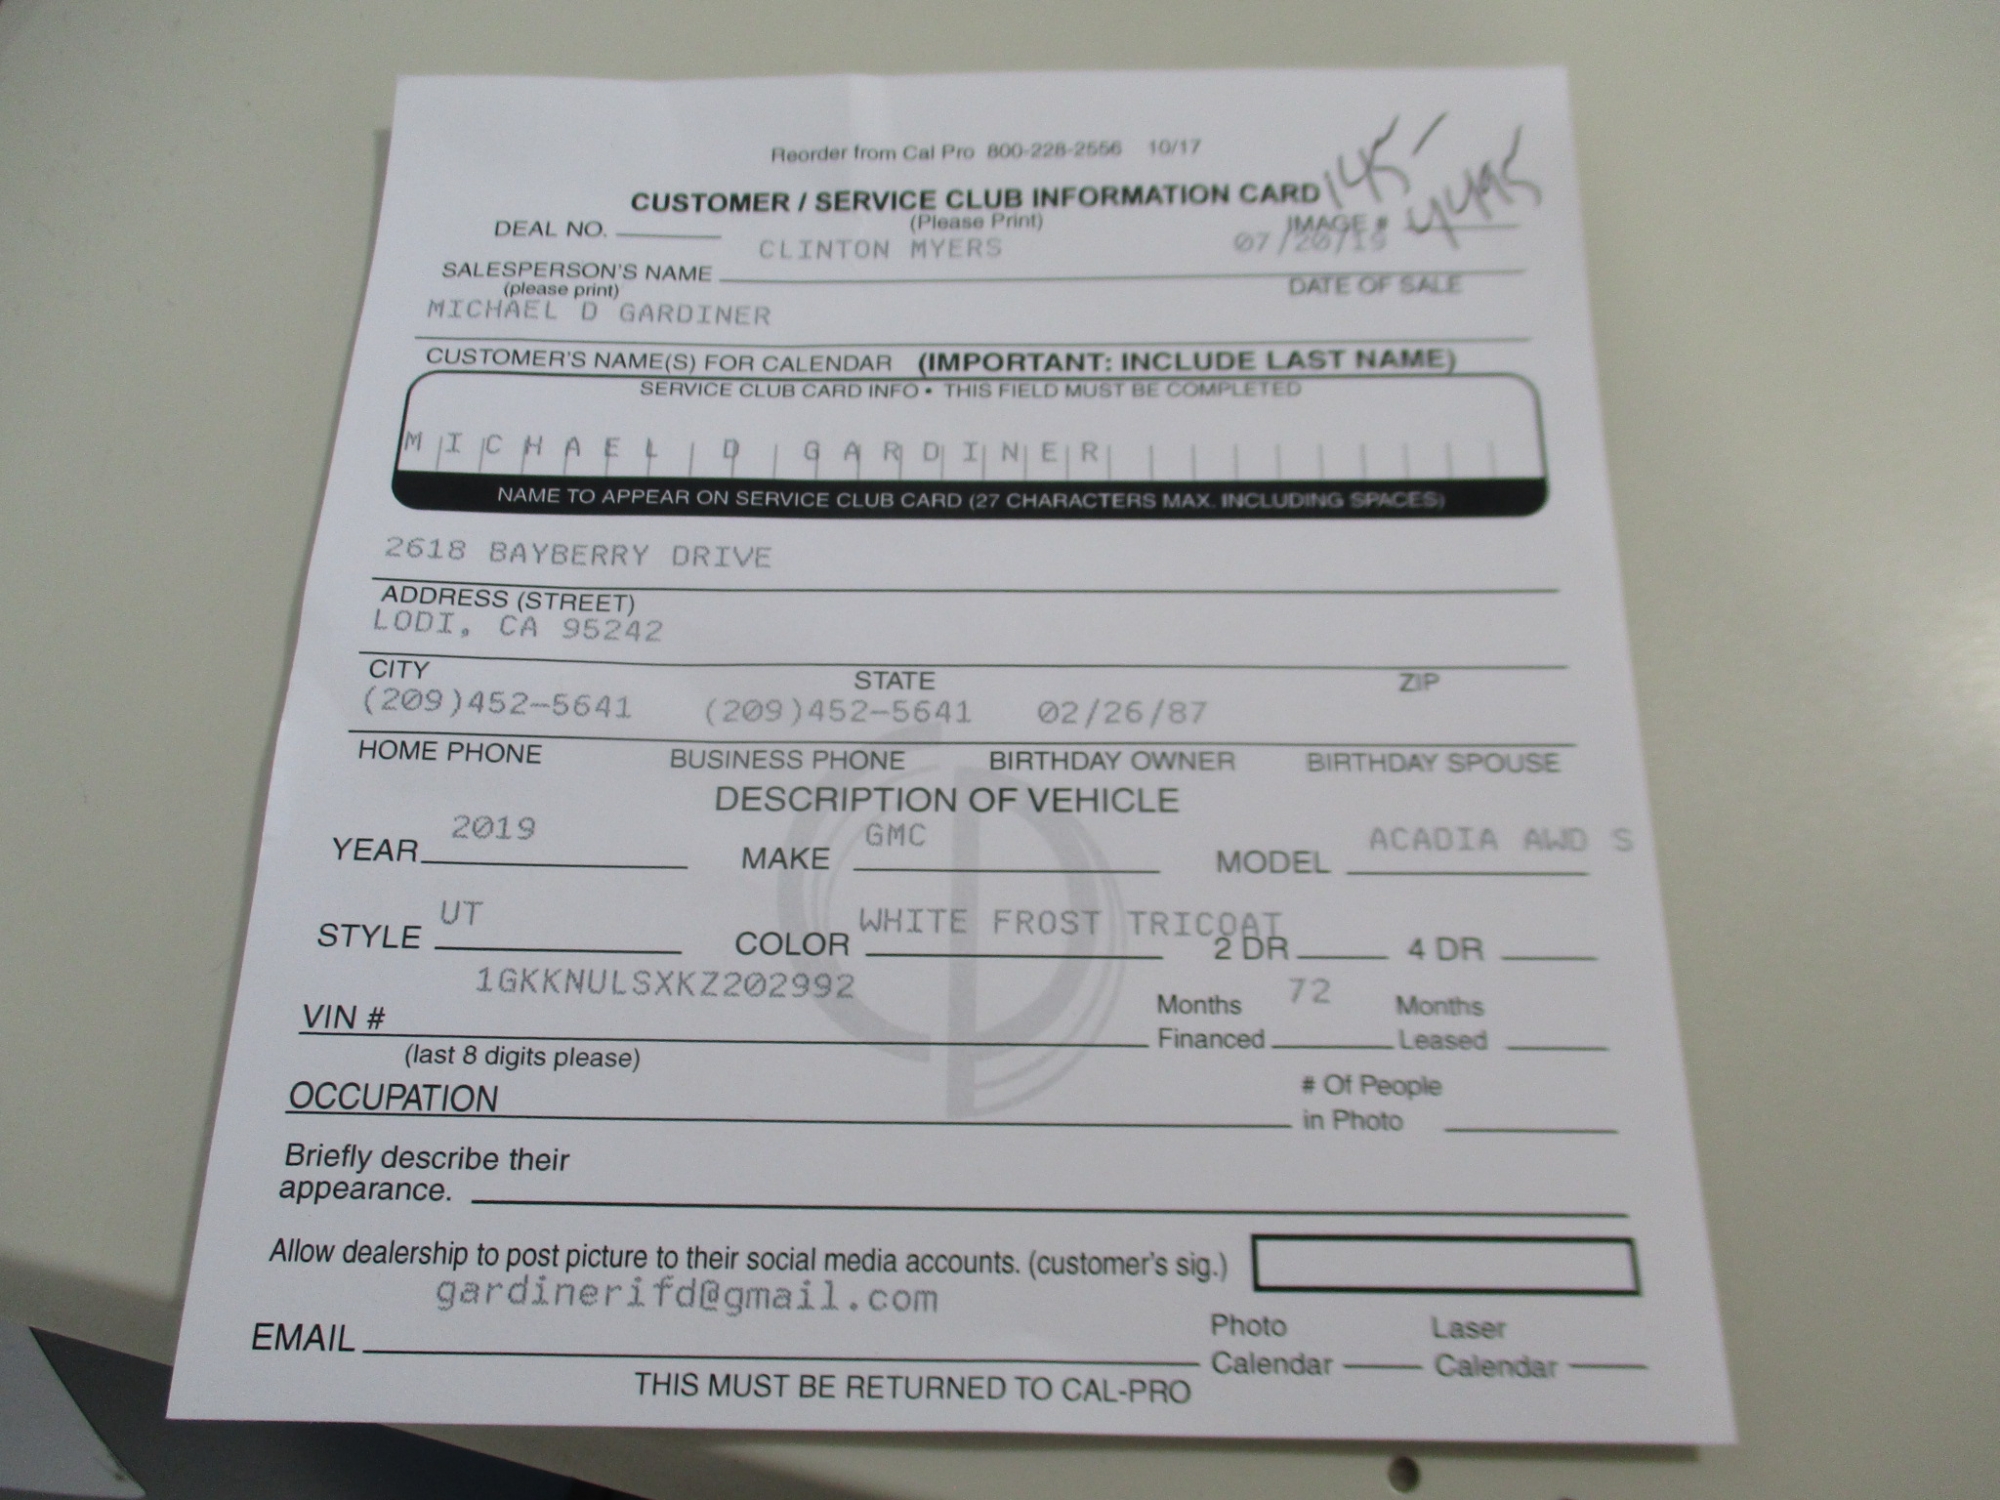 Reorder from Cal Pro 800-228-2556 10/17
CUSTOMER / SERVICE CLUB INFORMATION CARD 145
(Please Print)
DEAL NO. IMAGE # 4495
CLINTON MYERS 07/26/19
SALESPERSON'S NAME DATE OF SALE
(please print)
MICHAEL D GARDINER
CUSTOMER'S NAME(S) FOR CALENDAR (IMPORTANT: INCLUDE LAST NAME)
SERVICE CLUB CARD INFO • THIS FIELD MUST BE COMPLETED
MICHAEL D GARDINER
NAME TO APPEAR ON SERVICE CLUB CARD (27 CHARACTERS MAX. INCLUDING SPACES)
2618 BAYBERRY DRIVE
ADDRESS (STREET)
LODI, CA 95242
CITY STATE ZIP
(209)452-5641 (209)452-5641 02/26/87
HOME PHONE BUSINESS PHONE BIRTHDAY OWNER BIRTHDAY SPOUSE
DESCRIPTION OF VEHICLE
YEAR 2019 MAKE GMC MODEL ACADIA AWD S
STYLE UT COLOR WHITE FROST TRICOAT 2 DR 4 DR
1GKKNULSXKZ202992
VIN # Months Financed 72 Months Leased
(last 8 digits please)
OCCUPATION # Of People in Photo
Briefly describe their
appearance.
Allow dealership to post picture to their social media accounts. (customer's sig.)
gardinerifd@gmail.com
EMAIL Photo Calendar Laser Calendar
THIS MUST BE RETURNED TO CAL-PRO